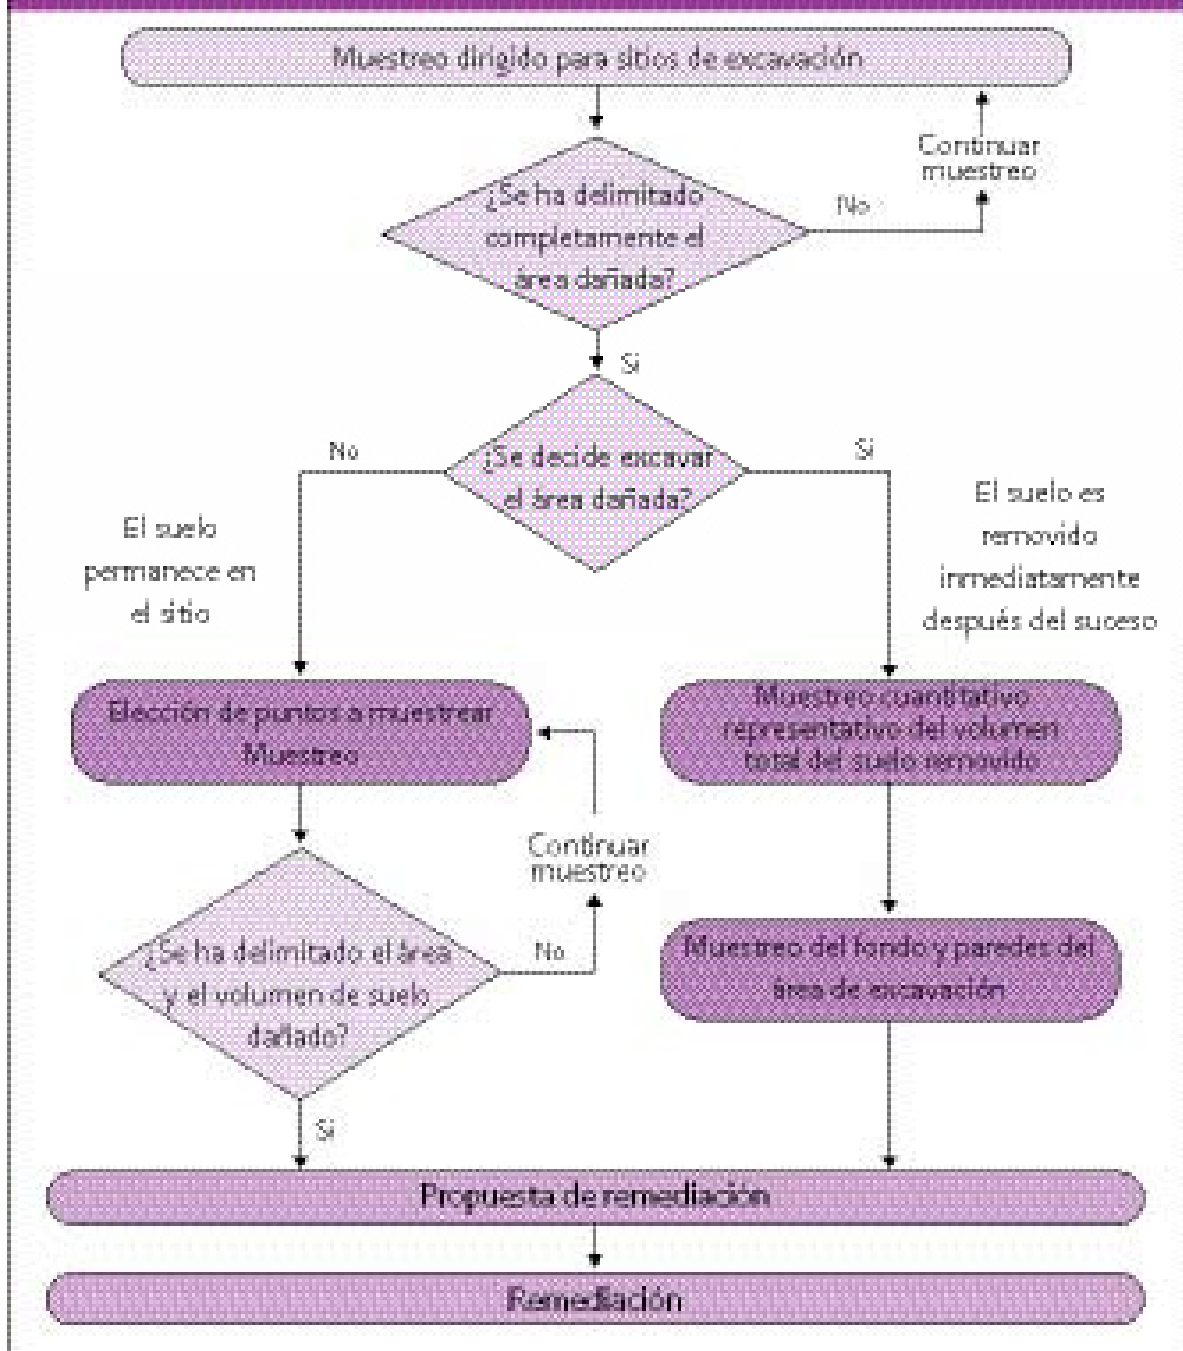 Muestreo dirigido para sitios de excavación
Continuar
muestreo
¿Se ha delimitado
completamente el
área dañada?
No
Si
¿Se decide excavar
el área dañada?
No
Si
El suelo
permanece en
el sitio
El suelo es
removido
inmediatamente
después del suceso
Elección de puntos a muestrear
Muestreo
Muestreo cuantitativo
representativo del volumen
total del suelo removido
Continuar
muestreo
¿Se ha delimitado el área
y el volumen de suelo
dañado?
No
Muestreo del fondo y paredes del
área de excavación
Si
Propuesta de remediación
Remediación